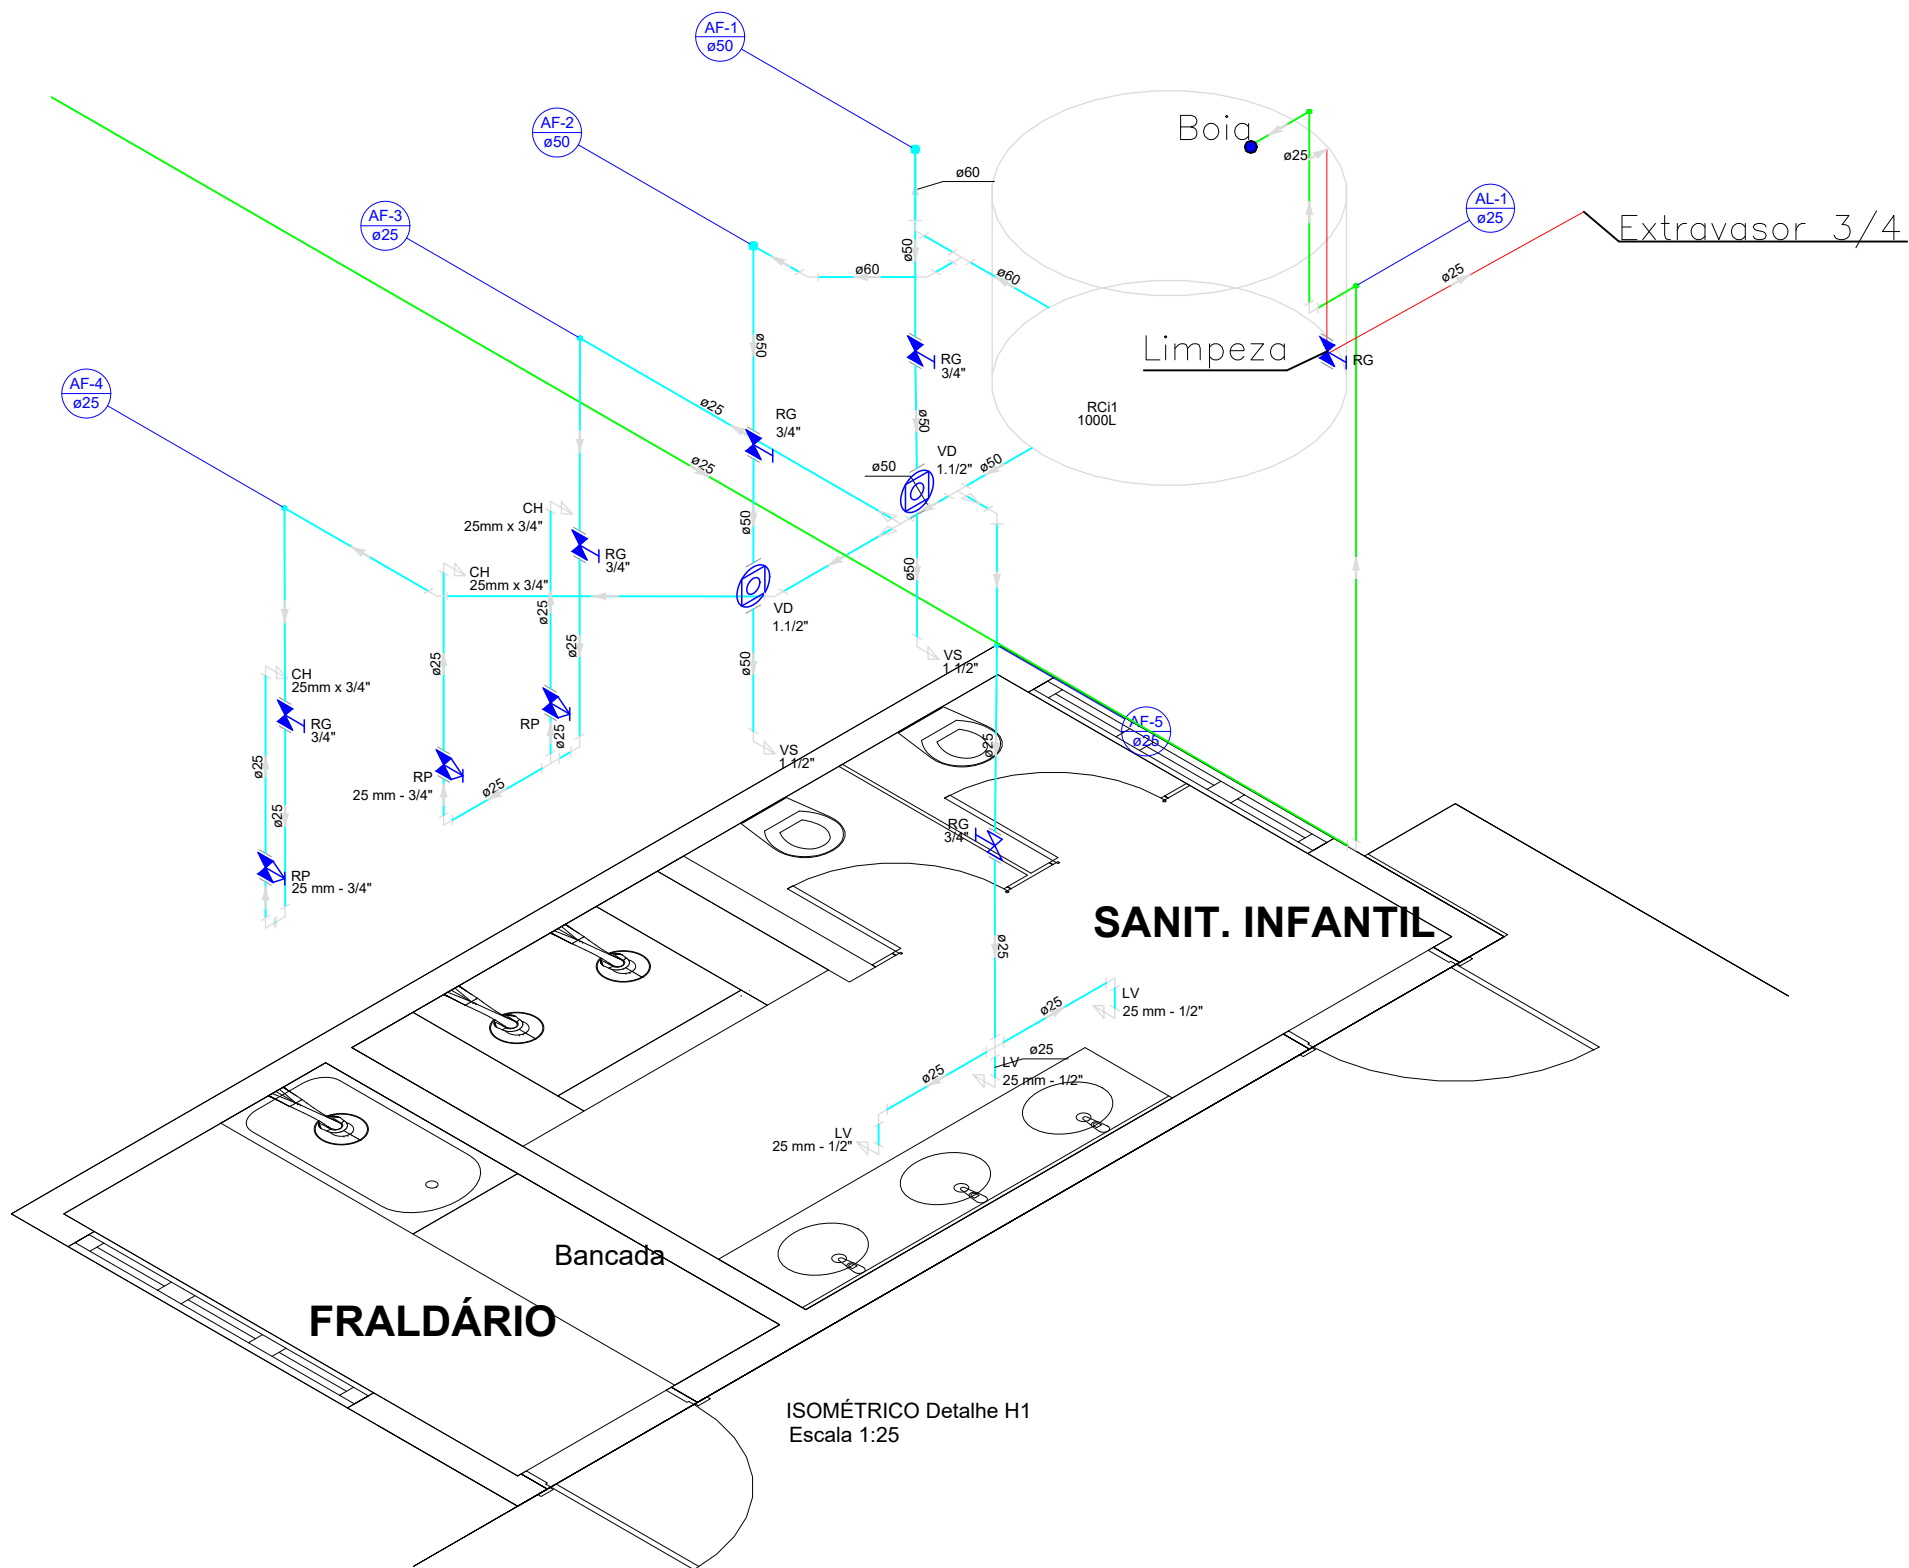 AF-1
ø50
AF-2
ø50
AF-3
ø25
AF-4
ø25
Boia
ø25
AL-1
ø25
Extravasor 3/4
ø25
ø60
ø50
ø60
ø60
Limpeza
RG
RG
3/4"
ø50
ø50
RCi1
1000L
ø25
RG
3/4"
ø25
VD
1.1/2"
ø50
ø50
ø50
CH
25mm x 3/4"
RG
3/4"
CH
25mm x 3/4"
ø25
ø25
ø25
VD
1.1/2"
ø50
ø50
VS
1 1/2"
VS
1 1/2"
CH
25mm x 3/4"
RG
3/4"
RP
ø25
RP
25 mm - 3/4"
ø25
ø25
ø25
RP
25 mm - 3/4"
AF-5
ø25
ø25
RG
3/4"
SANIT. INFANTIL
ø25
LV
25 mm - 1/2"
ø25
ø25
LV
25 mm - 1/2"
ø25
LV
25 mm - 1/2"
Bancada
FRALDÁRIO
ISOMÉTRICO Detalhe H1
Escala 1:25